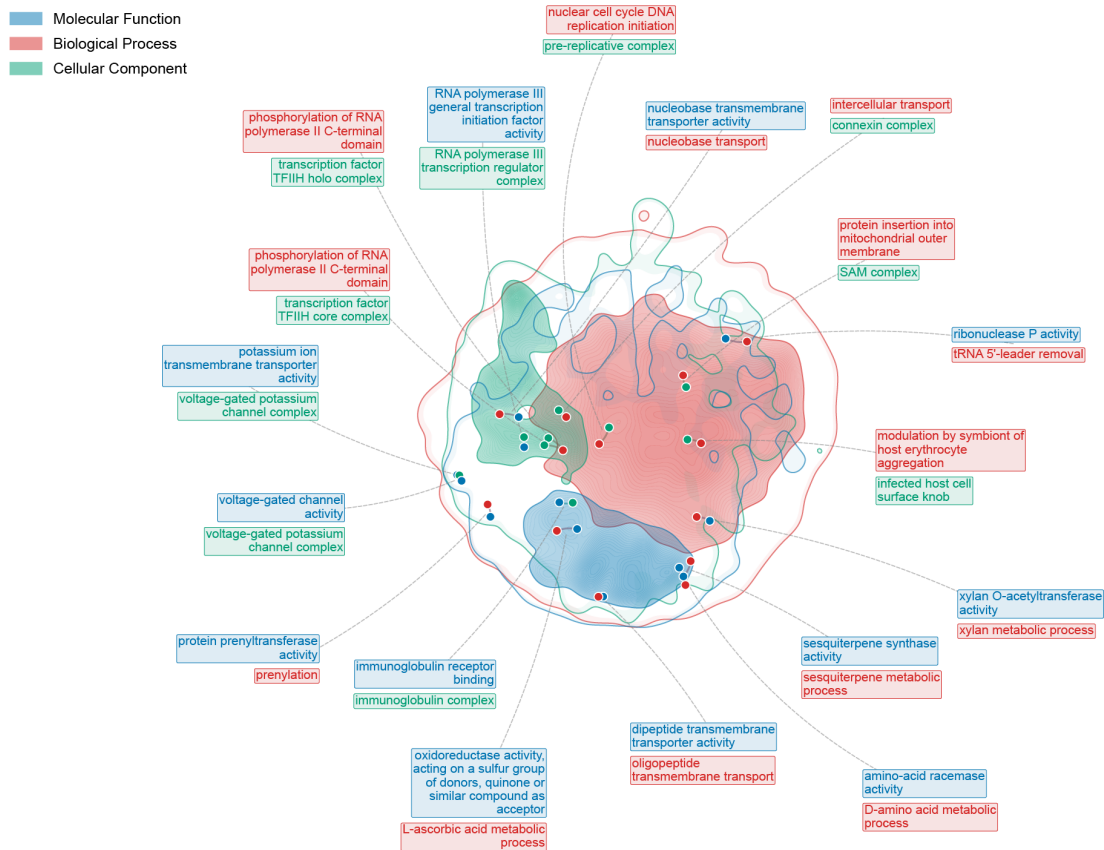 Molecular Function
Biological Process
Cellular Component
nuclear cell cycle DNA
replication initiation
pre-replicative complex
RNA polymerase III
general transcription
initiation factor
activity
RNA polymerase III
transcription regulator
complex
nucleobase transmembrane
transporter activity
nucleobase transport
intercellular transport
connexin complex
phosphorylation of RNA
polymerase II C-terminal
domain
transcription factor
TFIIH holo complex
protein insertion into
mitochondrial outer
membrane
SAM complex
phosphorylation of RNA
polymerase II C-terminal
domain
transcription factor
TFIIH core complex
ribonuclease P activity
tRNA 5'-leader removal
potassium ion
transmembrane transporter
activity
voltage-gated potassium
channel complex
modulation by symbiont of
host erythrocyte
aggregation
infected host cell
surface knob
voltage-gated channel
activity
voltage-gated potassium
channel complex
xylan O-acetyltransferase
activity
xylan metabolic process
protein prenyltransferase
activity
prenylation
sesquiterpene synthase
activity
sesquiterpene metabolic
process
immunoglobulin receptor
binding
immunoglobulin complex
dipeptide transmembrane
transporter activity
oligopeptide
transmembrane transport
oxidoreductase activity,
acting on a sulfur group
of donors, quinone or
similar compound as
acceptor
L-ascorbic acid metabolic
process
amino-acid racemase
activity
D-amino acid metabolic
process